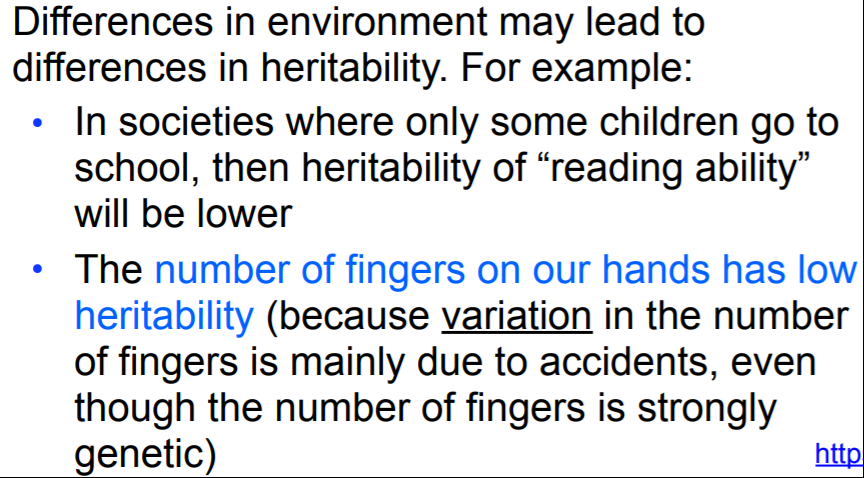 Differences in environment may lead to
differences in heritability. For example:
• In societies where only some children go to
school, then heritability of “reading ability”
will be lower
• The number of fingers on our hands has low
heritability (because variation in the number
of fingers is mainly due to accidents, even
though the number of fingers is strongly
genetic)
http